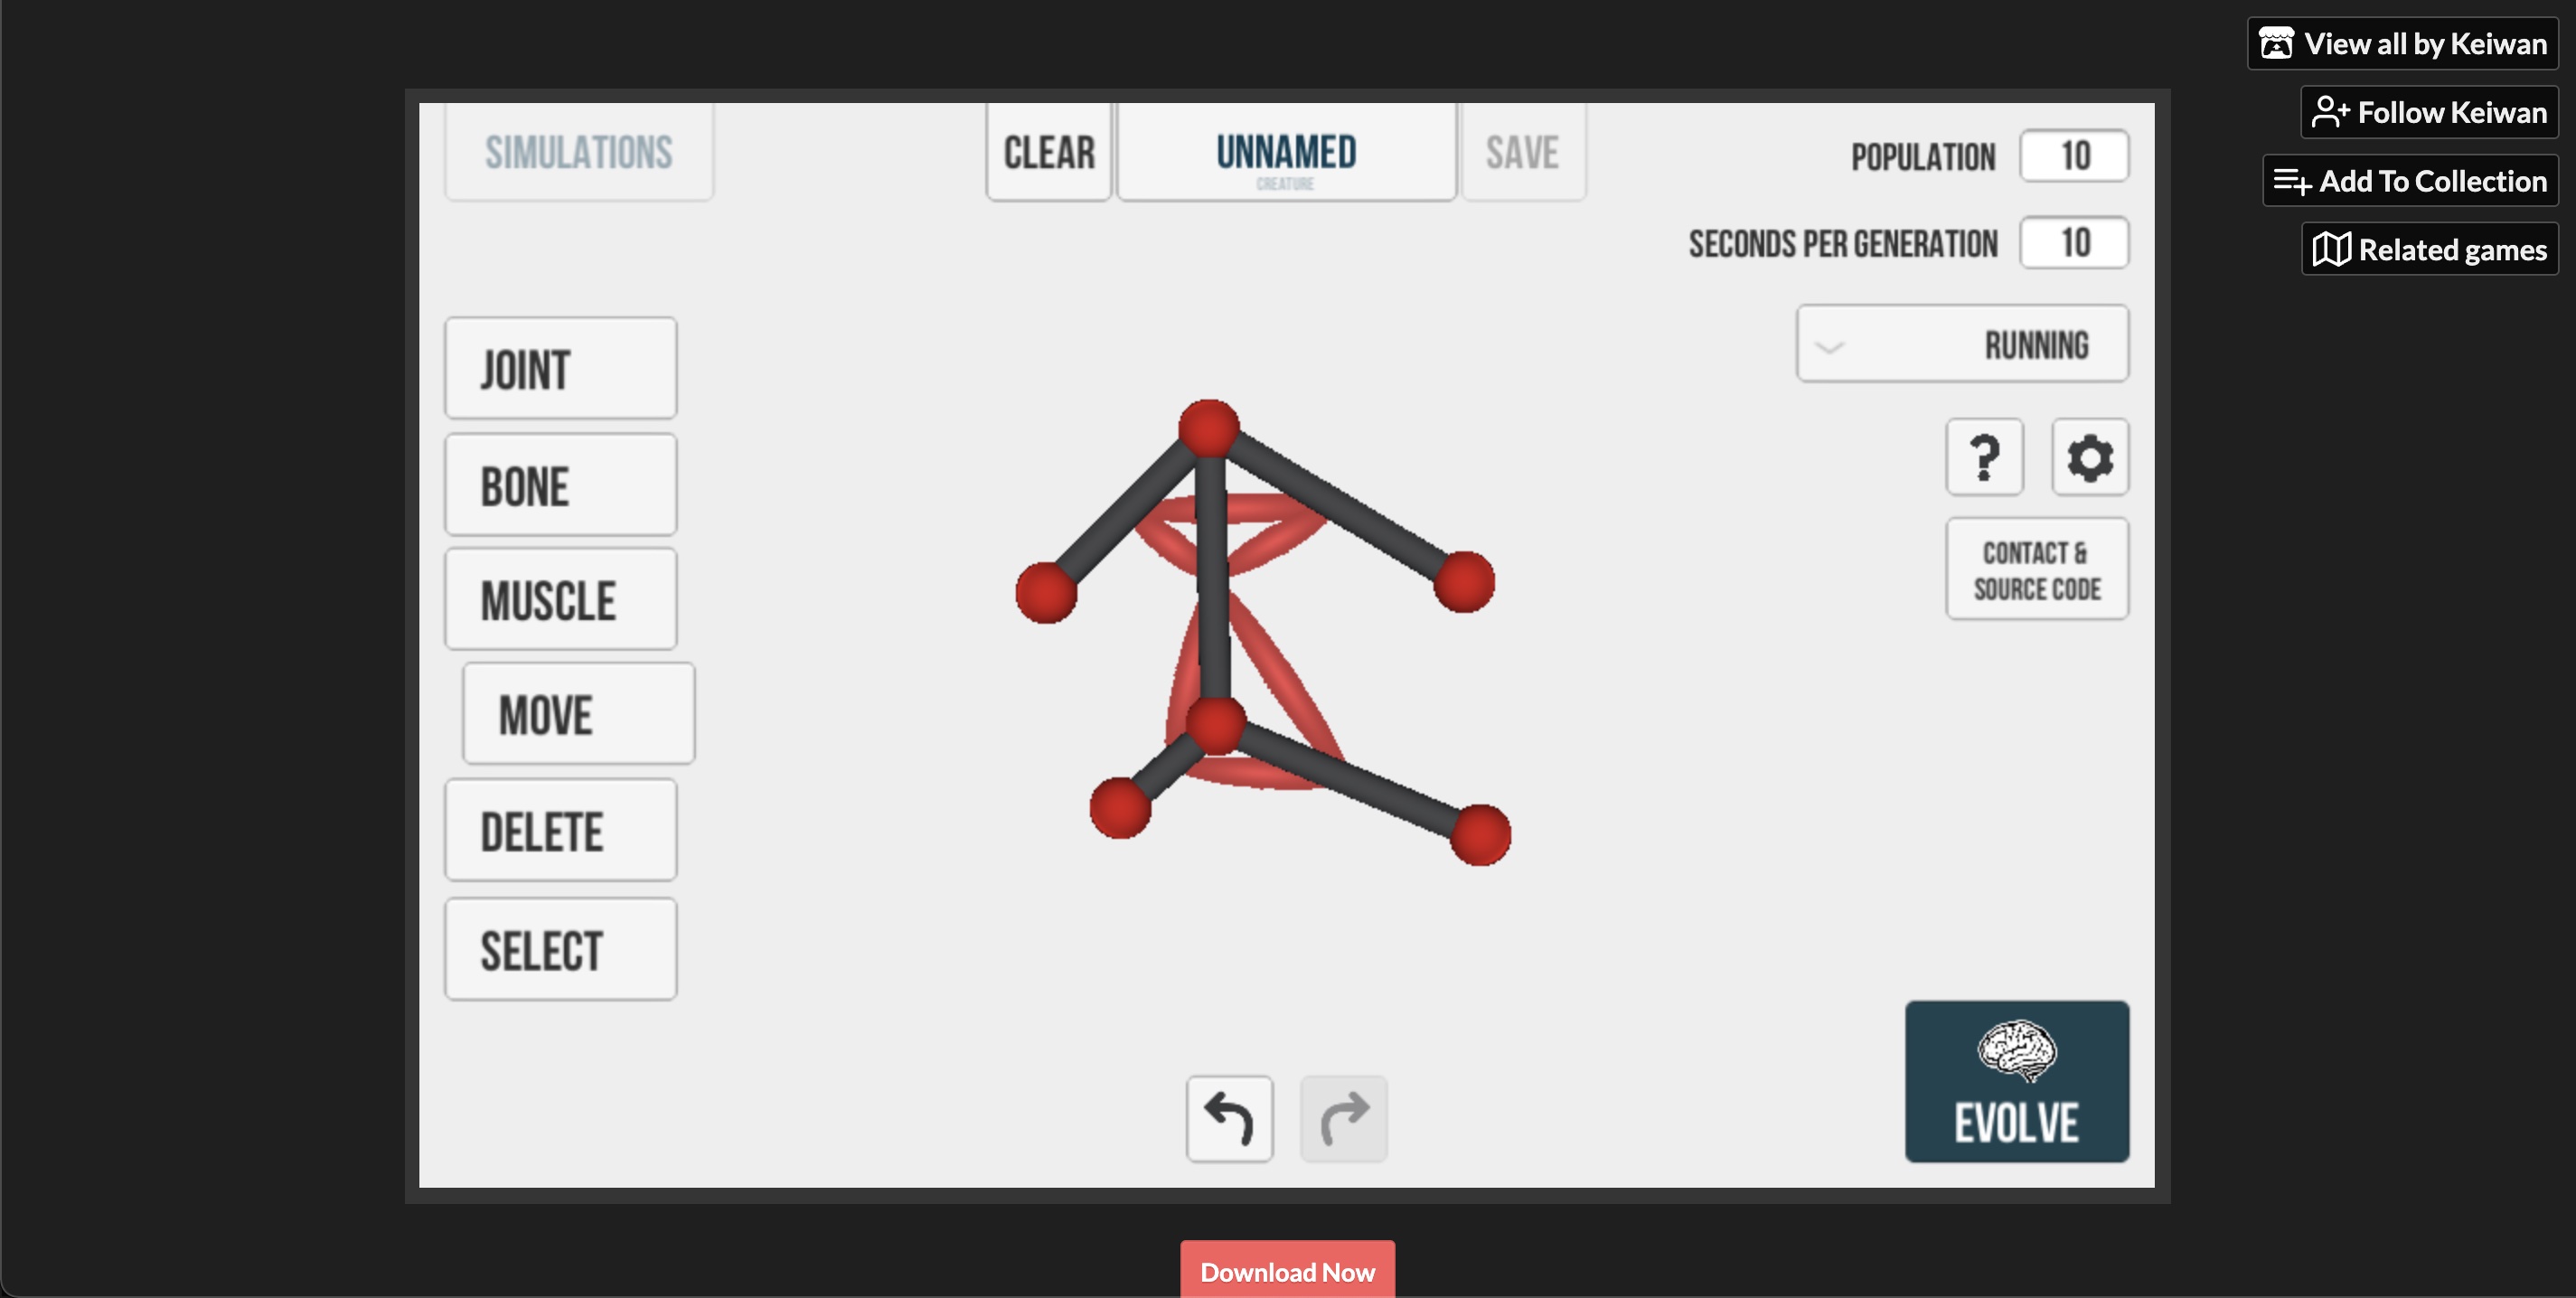 View all by Keiwan
Follow Keiwan
Add To Collection
Related games
SIMULATIONS
CLEAR
UNNAMED
CREATURE
SAVE
POPULATION 10
SECONDS PER GENERATION 10
RUNNING
?
CONTACT &
SOURCE CODE
JOINT
BONE
MUSCLE
MOVE
DELETE
SELECT
EVOLVE
Download Now